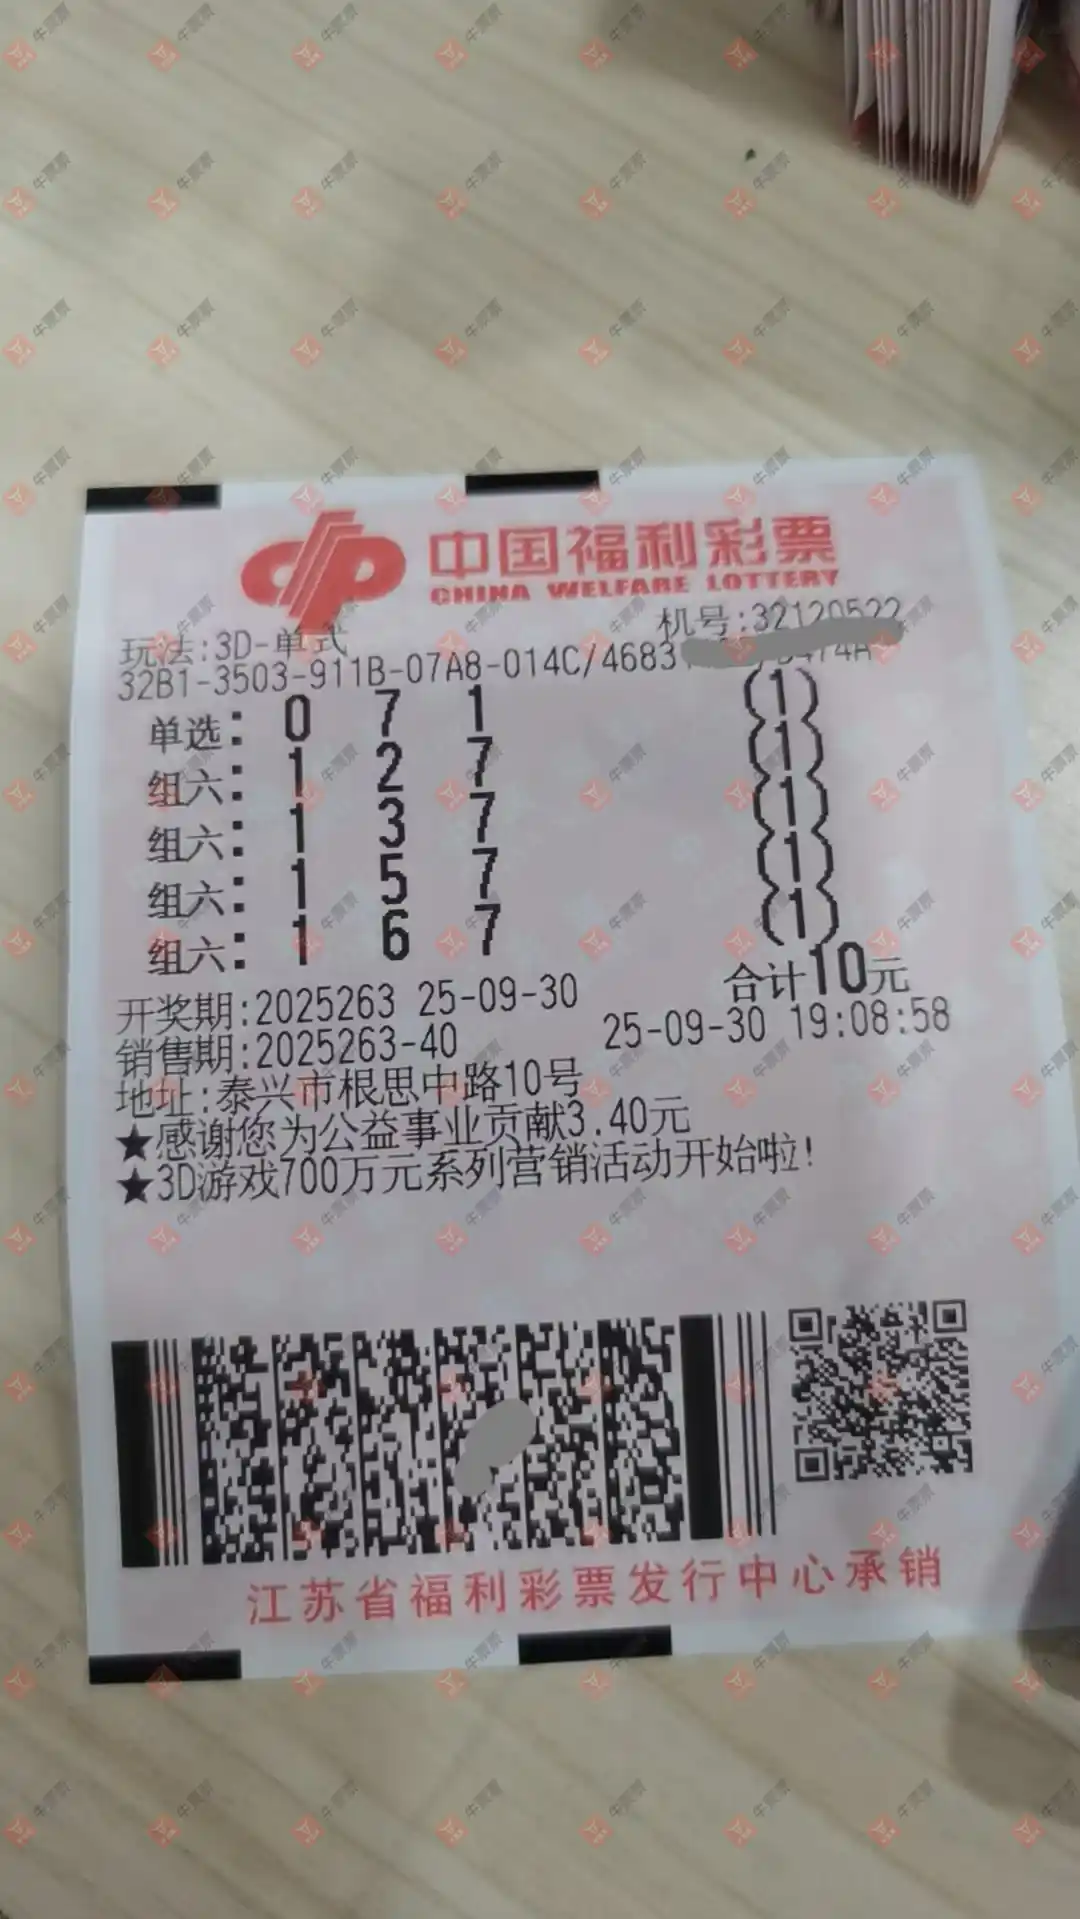 中国福利彩票
CHINA WELFARE LOTTERY
玩法:3D-单式 机号:32120522
32B1-3503-911B-07A8-014C/4683
单选: 0 7 1 (1)
组六: 1 2 7 (1)
组六: 1 3 7 (1)
组六: 1 5 7 (1)
组六: 1 6 7 (1)
合计10元
开奖期:2025263 25-09-30
销售期:2025263-40 25-09-30 19:08:58
地址:泰兴市根思中路10号
★感谢您为公益事业贡献3.40元
★3D游戏700万元系列营销活动开始啦!
江苏省福利彩票发行中心承销
牛票票